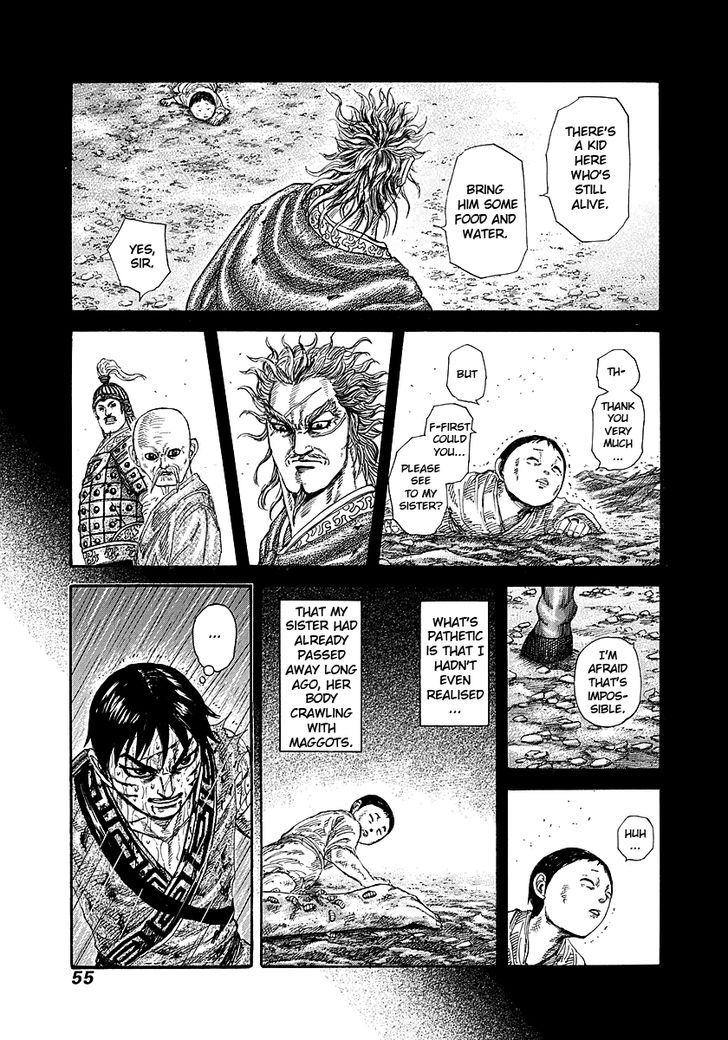 THERE'S
A KID
HERE
WHO'S
STILL
ALIVE.
BRING
HIM SOME
FOOD AND
WATER.
YES,
SIR.
TH-
THANK
YOU
VERY
MUCH
...
BUT
F-FIRST
COULD
YOU...
PLEASE
SEE
TO MY
SISTER?
I'M
AFRAID
THAT'S
IMPOS-
SIBLE.
HUH
...
WHAT'S
PATHETIC
IS THAT I
HADN'T
EVEN
REALISED
...
THAT MY
SISTER HAD
ALREADY
PASSED
AWAY LONG
AGO, HER
BODY
CRAWLING
WITH
MAGGOTS.
...
55